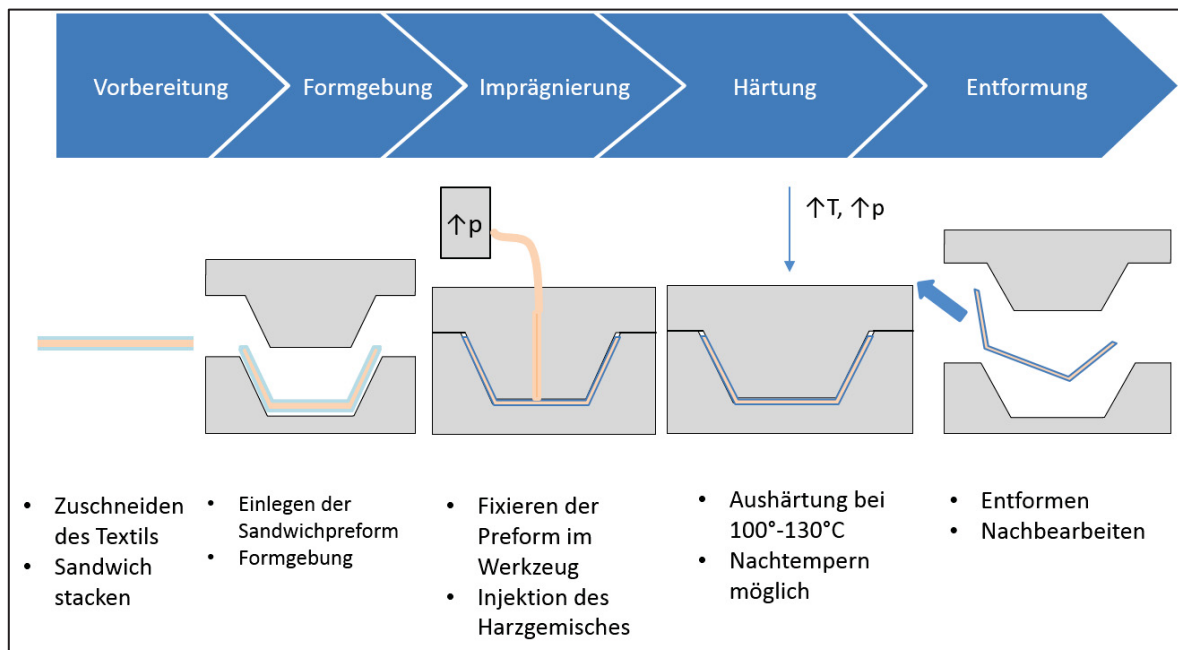 Vorbereitung
Formgebung
Imprägnierung
Härtung
Entformung
↑p
↑T, ↑p
• Zuschneiden
des Textils
• Sandwich
stacken
• Einlegen der
Sandwichpreform
• Formgebung
• Fixieren der
Preform im
Werkzeug
• Injektion des
Harzgemisches
• Aushärtung bei
100°-130°C
• Nachtempern
möglich
• Entformen
• Nachbearbeiten